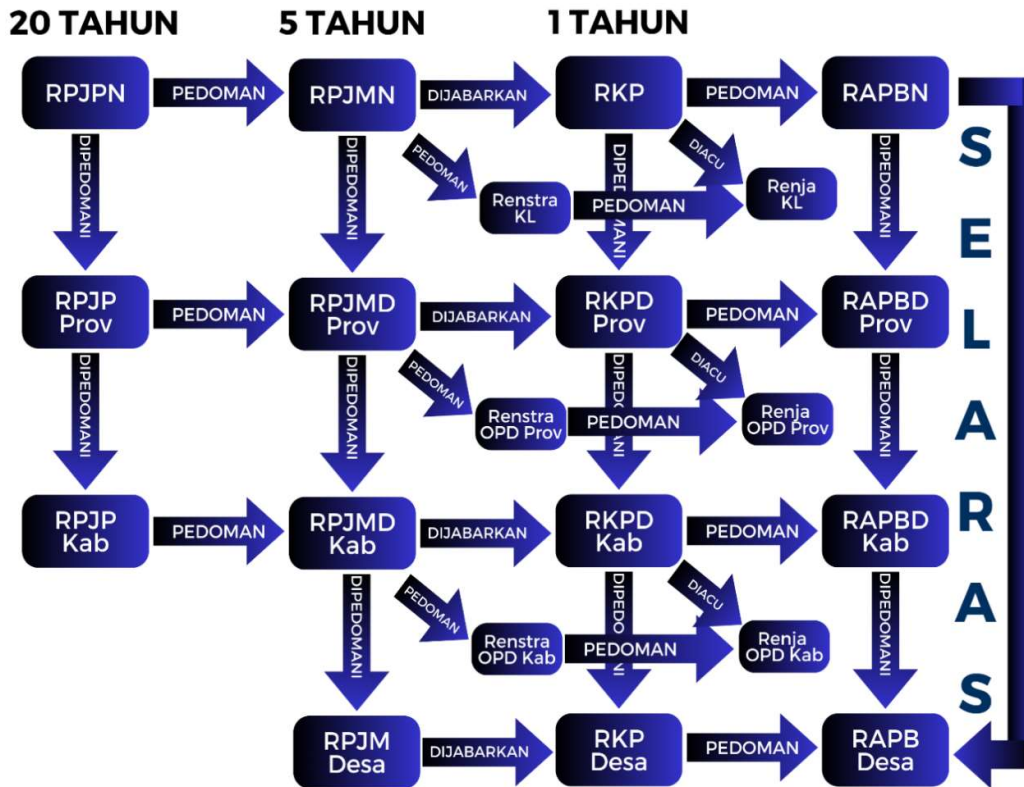 20 TAHUN
5 TAHUN
1 TAHUN
RPJPN
PEDOMAN
RPJMN
DIJABARKAN
RKP
PEDOMAN
RAPBN
DIPEDOMANI
DIPEDOMANI
PEDOMAN
Renstra
KL
PEDOMAN
DIPEDOMANI
DIACU
Renja
KL
DIPEDOMANI
RPJP
Prov
PEDOMAN
RPJMD
Prov
DIJABARKAN
RKPD
Prov
PEDOMAN
RAPBD
Prov
DIPEDOMANI
DIPEDOMANI
PEDOMAN
Renstra
OPD Prov
PEDOMAN
DIPEDOMANI
DIACU
Renja
OPD Prov
DIPEDOMANI
RPJP
Kab
PEDOMAN
RPJMD
Kab
DIJABARKAN
RKPD
Kab
PEDOMAN
RAPBD
Kab
DIPEDOMANI
PEDOMAN
Renstra
OPD Kab
PEDOMAN
DIPEDOMANI
DIACU
Renja
OPD Kab
DIPEDOMANI
RPJM
Desa
DIJABARKAN
RKP
Desa
PEDOMAN
RAPB
Desa
SELARAS